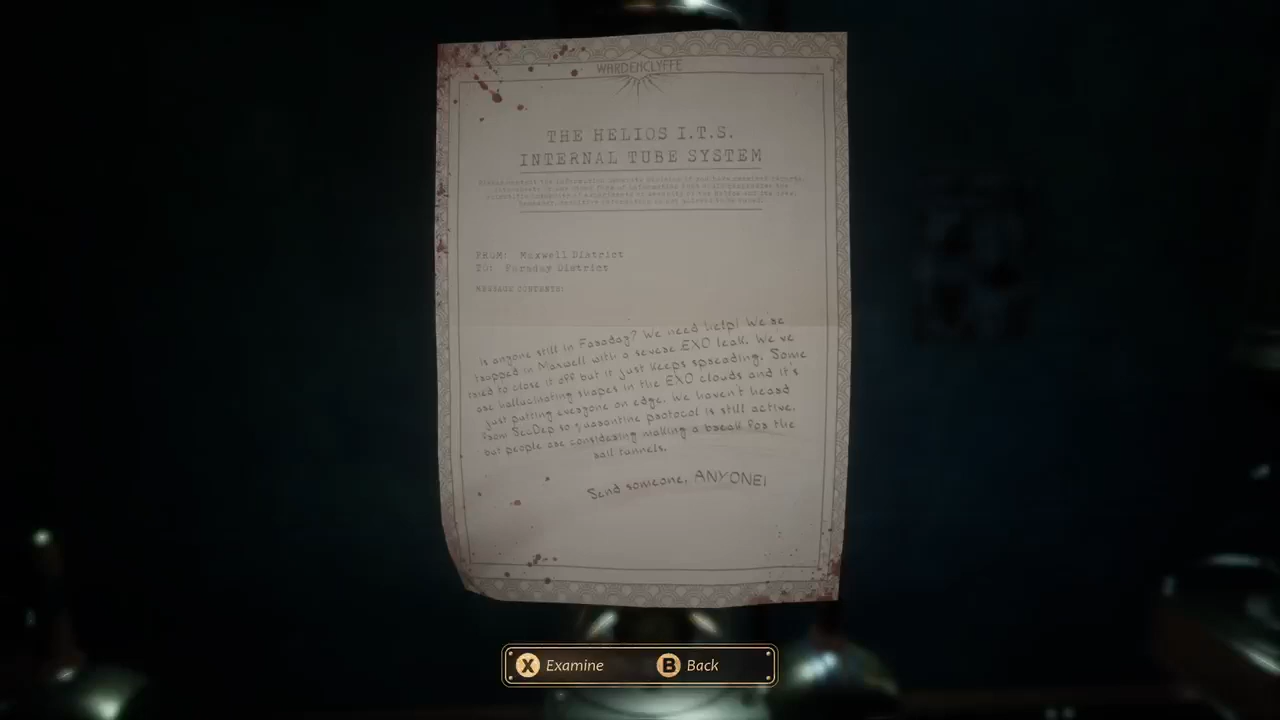 WARDENCLYFFE
THE HELIOS I.T.S.
INTERNAL TUBE SYSTEM
FROM: Maxwell District
TO: Faraday District
MESSAGE CONTENTS:
Is anyone still in Faraday? We need help! We're
trapped in Maxwell with a severe EXO leak. We've
tried to close it off but it just keeps spreading. Some
are hallucinating shapes in the EXO clouds and it's
just putting everyone on edge. We haven't heard
from SecDep so quarantine protocol is still active,
but people are considering making a break for the
rail tunnels.
Send someone, ANYONE!
X Examine B Back